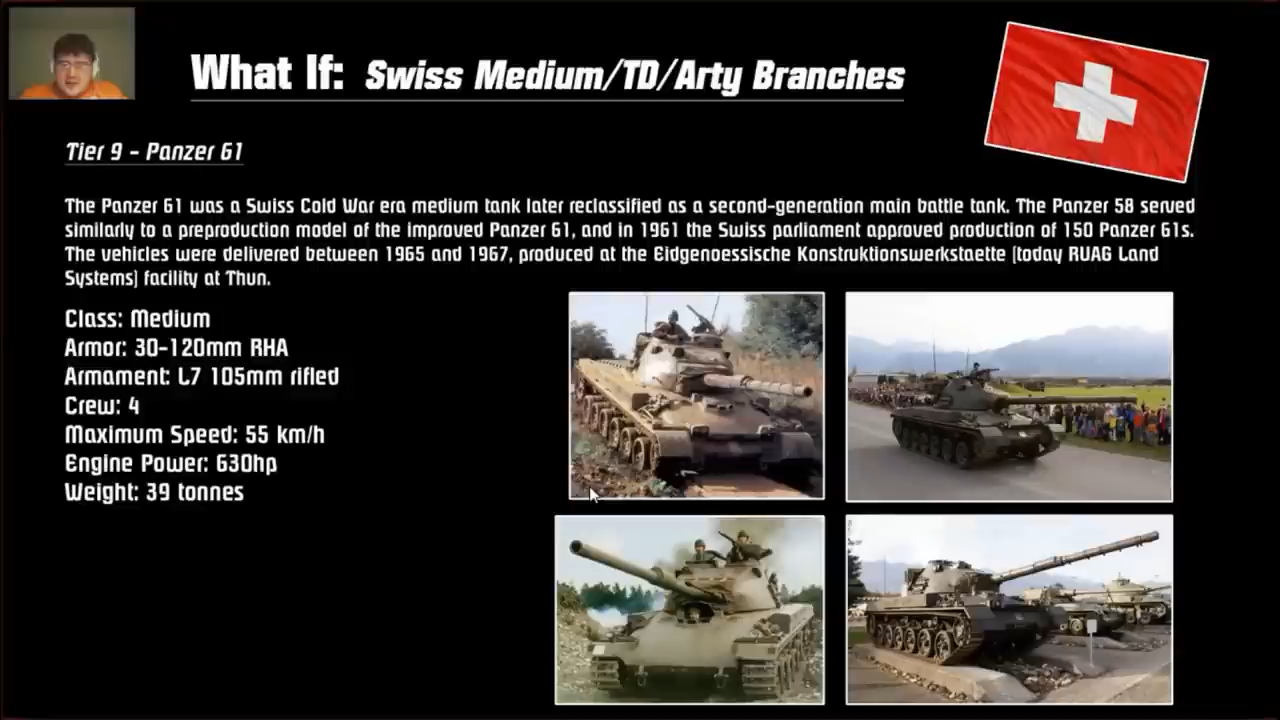 What If: Swiss Medium/TD/Arty Branches
Tier 9 - Panzer 61
The Panzer 61 was a Swiss Cold War era medium tank later reclassified as a second-generation main battle tank. The Panzer 58 served
similarly to a preproduction model of the improved Panzer 61, and in 1961 the Swiss parliament approved production of 150 Panzer 61s.
The vehicles were delivered between 1965 and 1967, produced at the Eidgenoessische Konstruktionswerkstaette (today RUAG Land
Systems) facility at Thun.
Class: Medium
Armor: 30-120mm RHA
Armament: L7 105mm rifled
Crew: 4
Maximum Speed: 55 km/h
Engine Power: 630hp
Weight: 39 tonnes